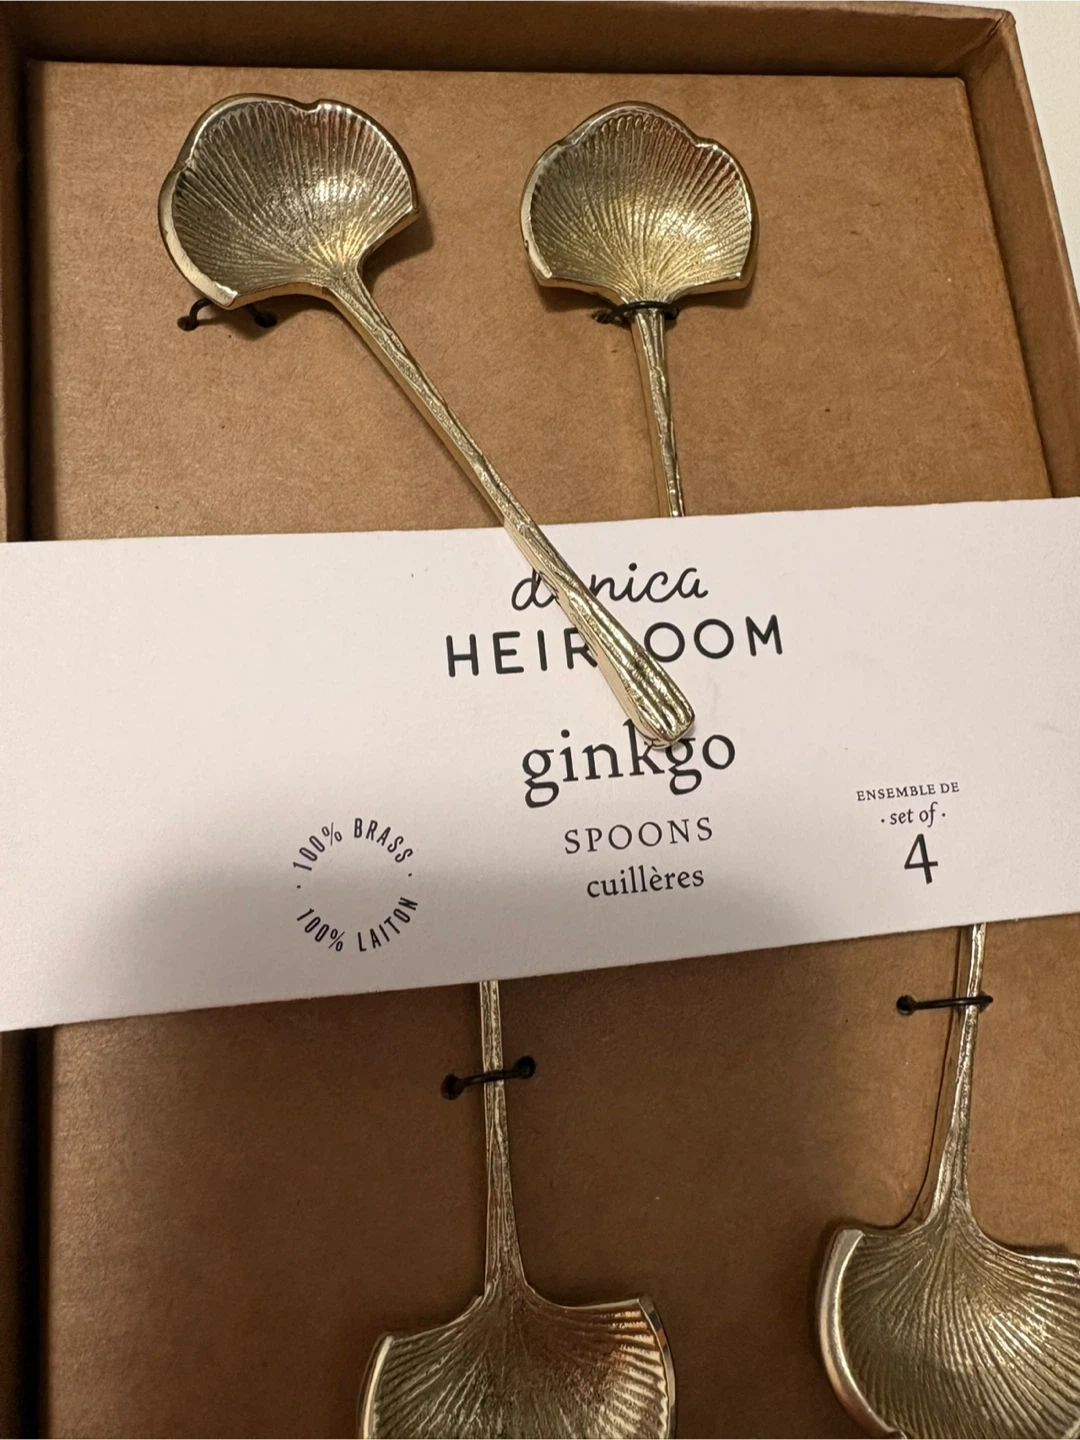 danica
HEIRLOOM
ginkgo
SPOONS
cuillères
· 100% BRASS ·
100% LAITON
ENSEMBLE DE
· set of ·
4